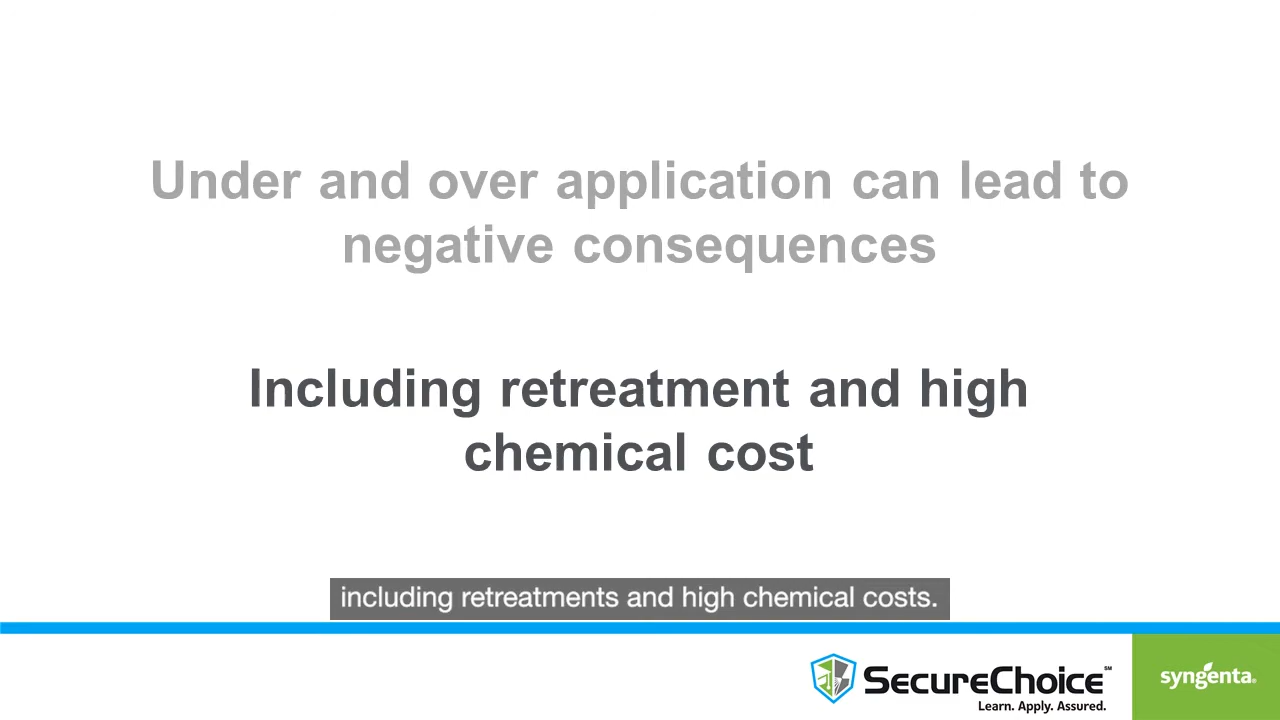 Under and over application can lead to
negative consequences
Including retreatment and high
chemical cost
including retreatments and high chemical costs.
SecureChoice℠
Learn. Apply. Assured.
syngenta®